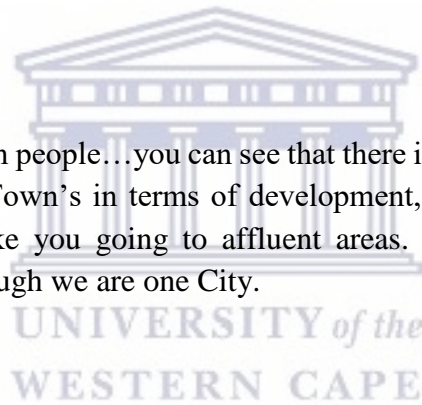 n people…you can see that there i
Town’s in terms of development,
ke you going to affluent areas.
ugh we are one City.
UNIVERSITY of the
WESTERN CAPE